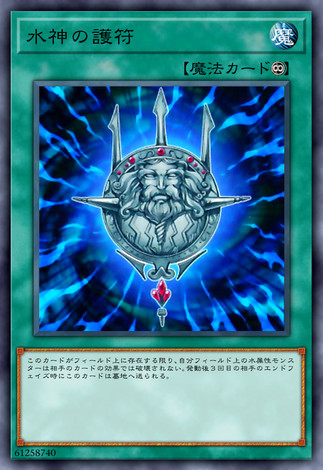 水神の護符
魔
【魔法カード♾】
このカードがフィールド上に存在する限り、自分フィールド上の水属性モンス
ターは相手のカードの効果では破壊されない。発動後3回目の相手のエンドフ
ェイズ時にこのカードは墓地へ送られる。
61258740